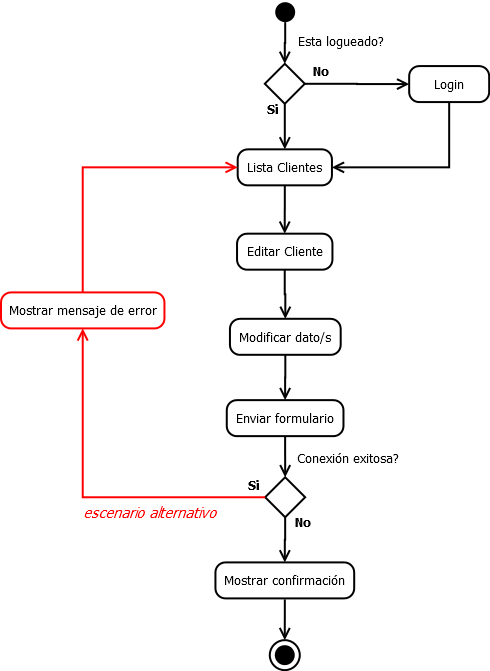 Esta logueado?
No
Login
Si
Lista Clientes
Editar Cliente
Mostrar mensaje de error
Modificar dato/s
Enviar formulario
Conexión exitosa?
Si
escenario alternativo
No
Mostrar confirmación